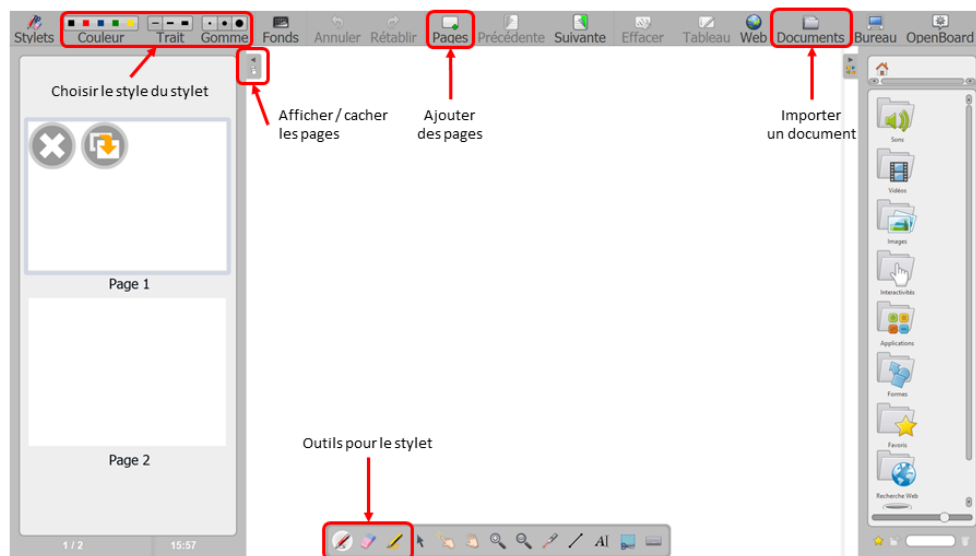 Stylets Couleur Trait Gomme Fonds Annuler Rétablir Pages Précédente Suivante Effacer Tableau Web Documents Bureau OpenBoard
Choisir le style du stylet
Afficher / cacher
les pages
Ajouter
des pages
Importer
un document
Page 1
Page 2
1 / 2
15:57
Outils pour le stylet
AI
Sons
Vidéos
Images
Interactivités
Applications
Formes
Favoris
Recherche Web